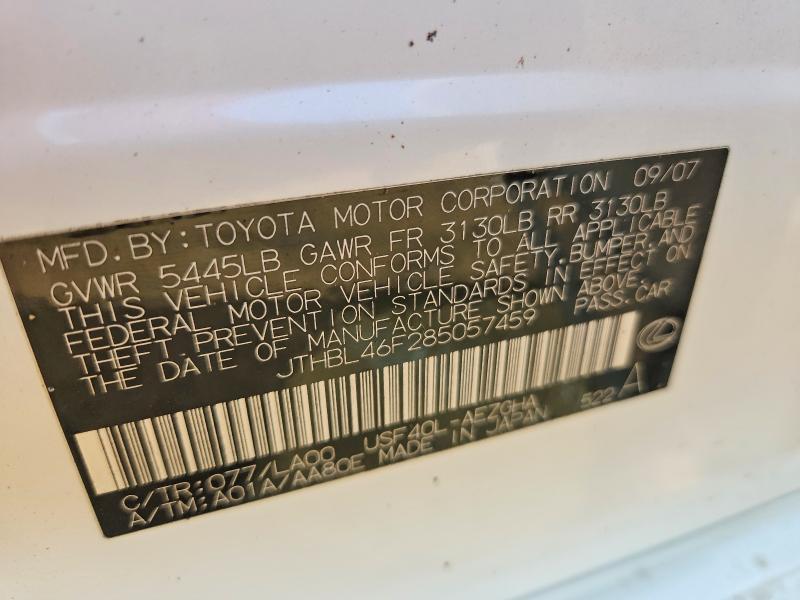 MFD. BY: TOYOTA MOTOR CORPORATION 09/07
GVWR 5445LB GAWR FR 3130LB RR 3130LB
THIS VEHICLE CONFORMS TO ALL APPLICABLE
FEDERAL MOTOR VEHICLE SAFETY, BUMPER, AND
THEFT PREVENTION STANDARDS IN EFFECT ON
THE DATE OF MANUFACTURE SHOWN ABOVE.
JTHBL46F285057459 PASS. CAR
C/TR: 077/LA00 USF40L-AEZGHA 522 A
A/TM: A01A/AA80E MADE IN JAPAN